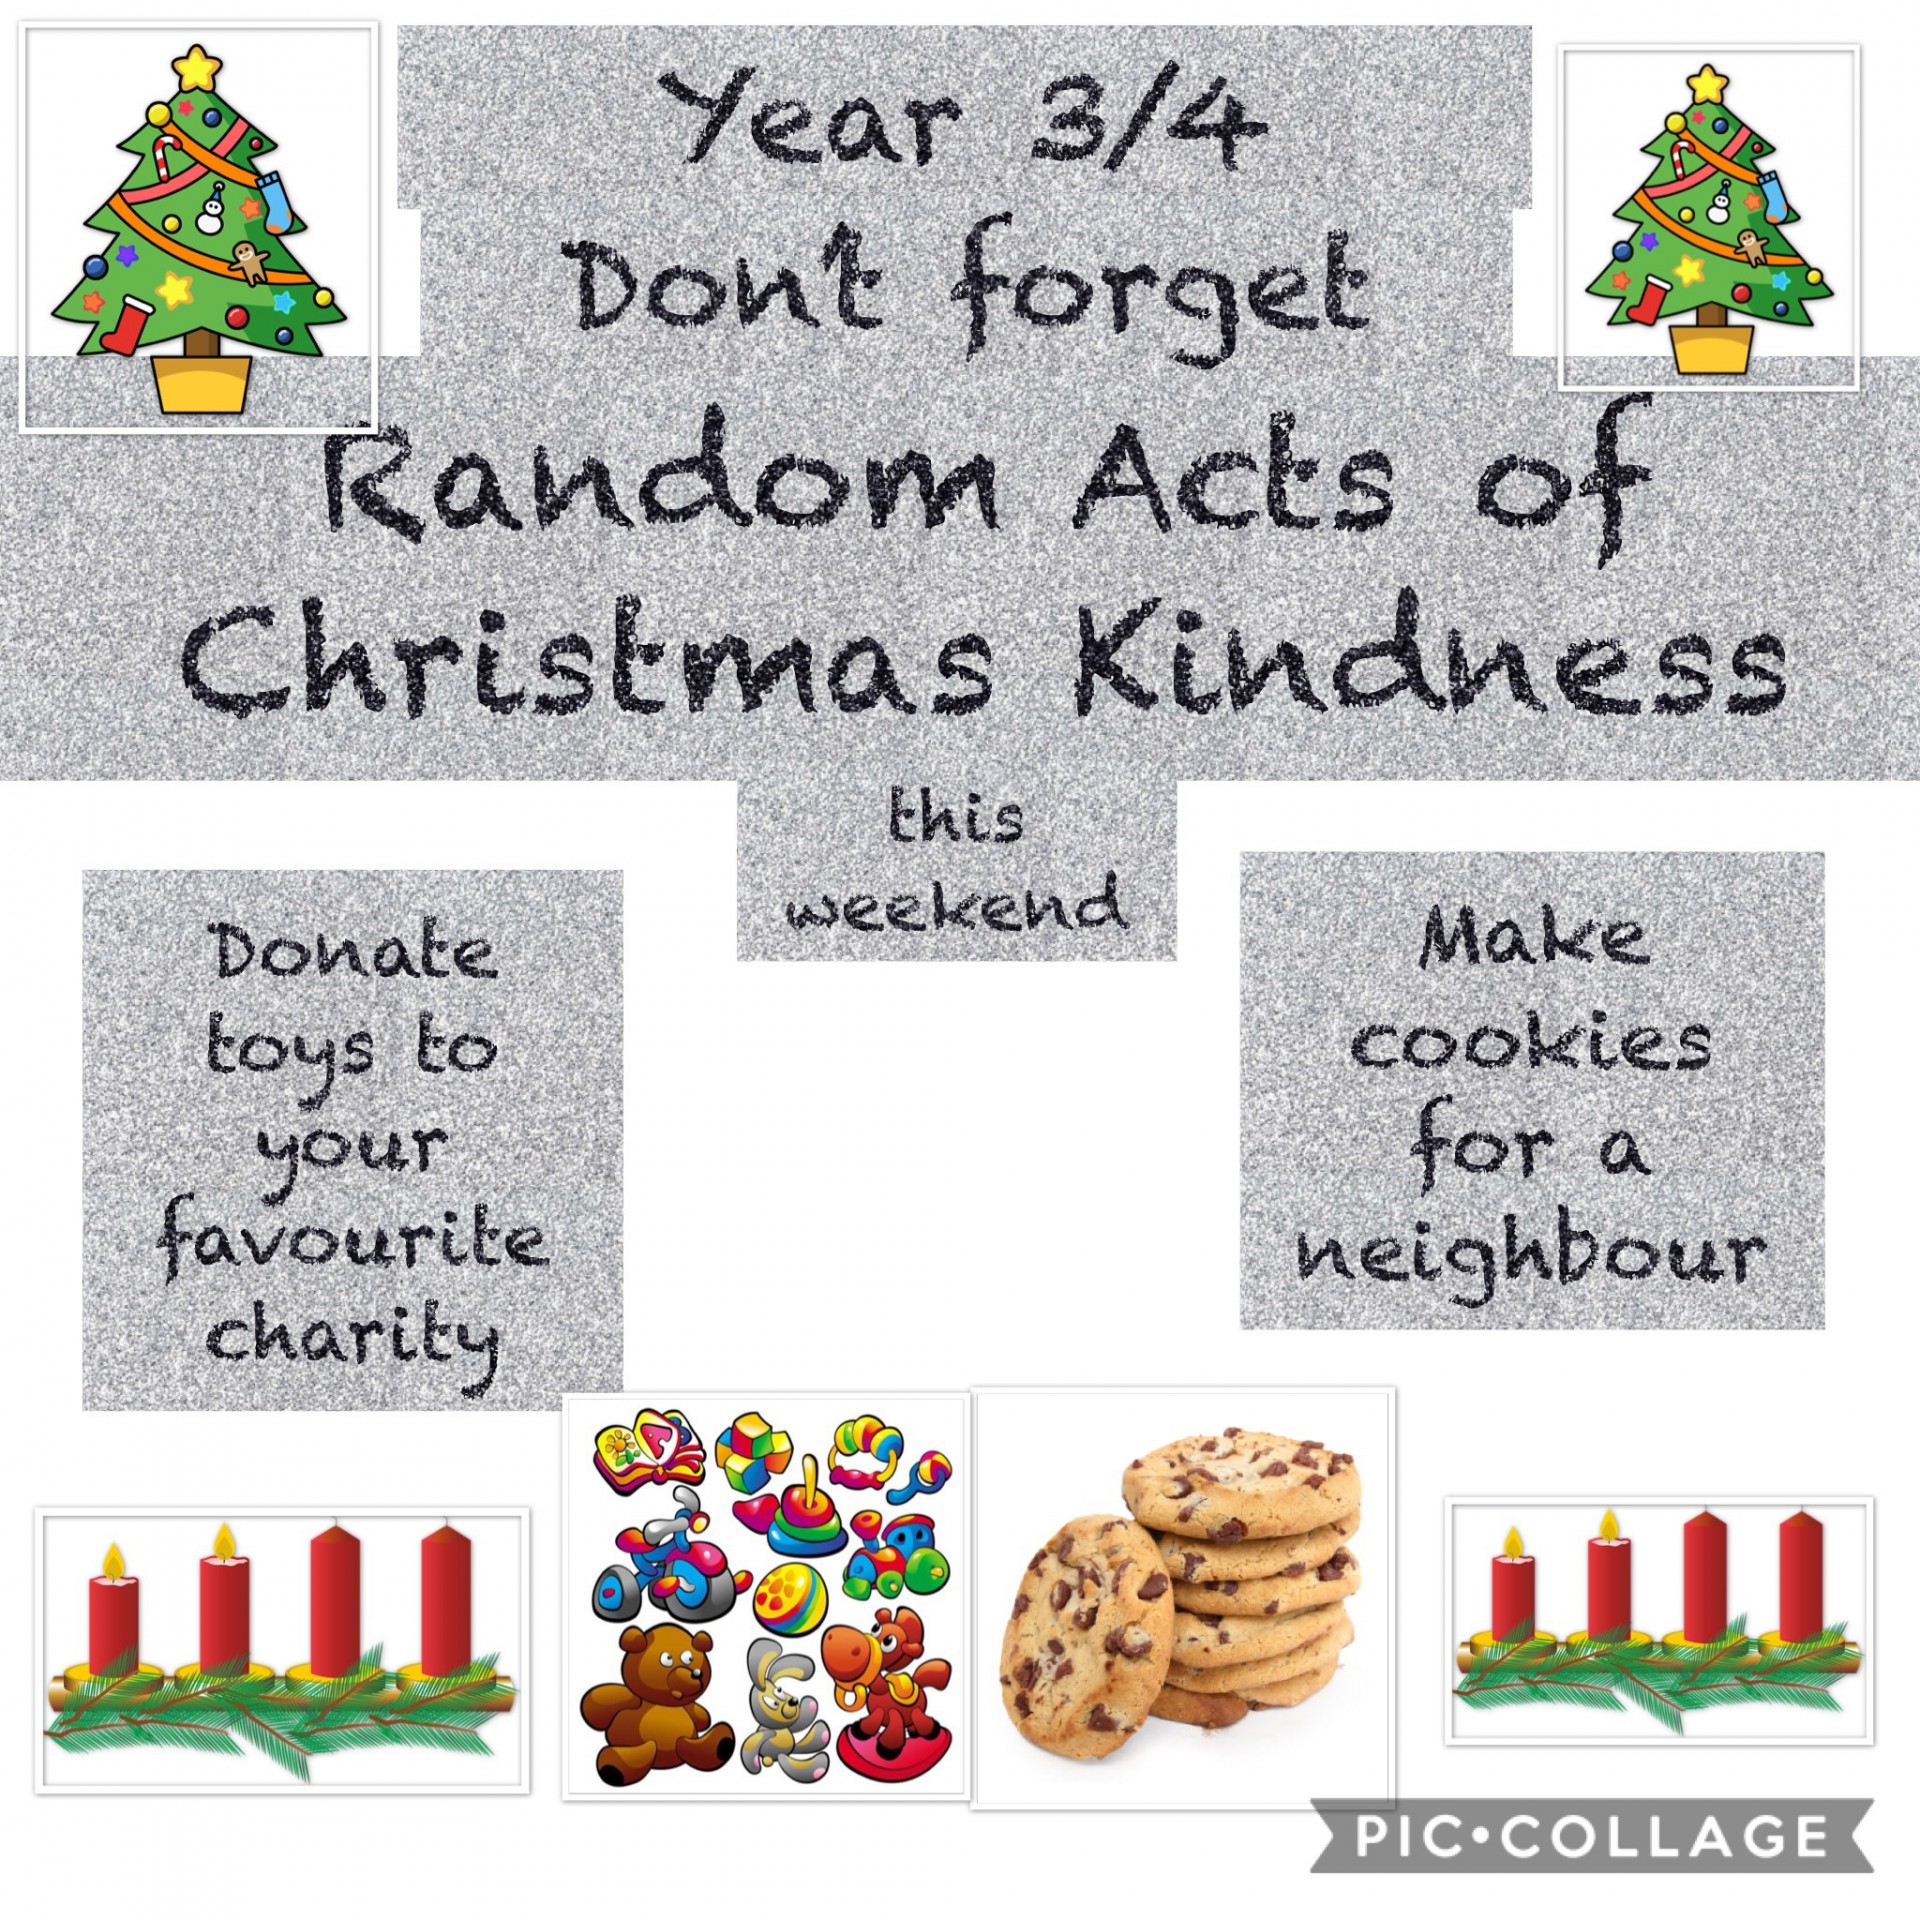 Year 3/4
Don't forget
Random Acts of
Christmas Kindness
this
weekend
Donate
toys to
your
favourite
charity
Make
cookies
for a
neighbour
PIC•COLLAGE